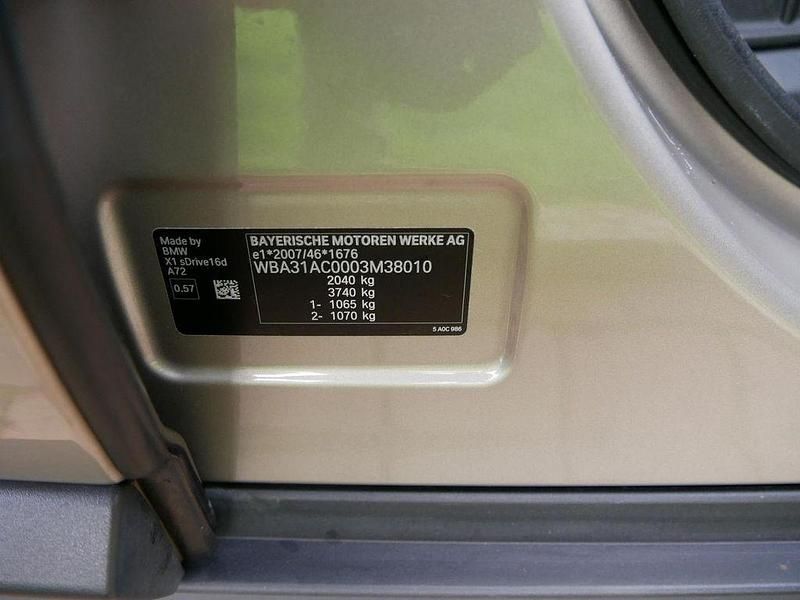 Made by
BMW
X1 sDrive16d
A72
0.57
BAYERISCHE MOTOREN WERKE AG
e1*2007/46*1676
WBA31AC0003M38010
2040 kg
3740 kg
1- 1065 kg
2- 1070 kg
5 A0C 986